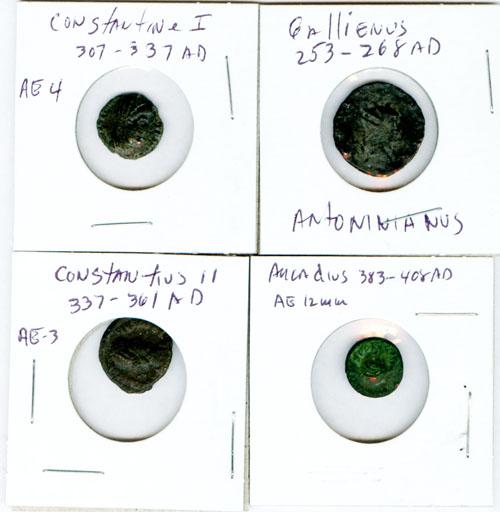 Constantine I
307-337 AD
AE 4
Gallienus
253-268 AD
Antoninianus
Constantius II
337-361 AD
AE-3
Arcadius 383-408 AD
AE 12mm